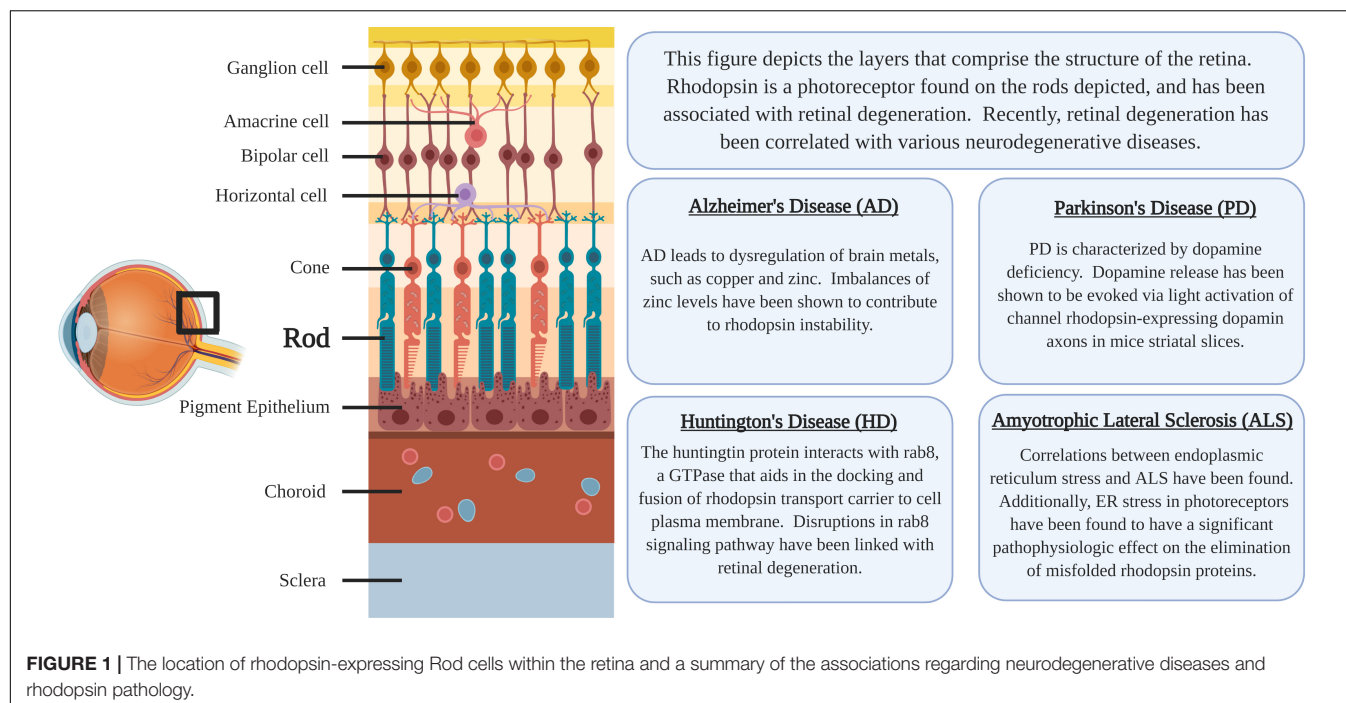 Ganglion cell
Amacrine cell
Bipolar cell
Horizontal cell
Cone
Rod
Pigment Epithelium
Choroid
Sclera
This figure depicts the layers that comprise the structure of the retina.
Rhodopsin is a photoreceptor found on the rods depicted, and has been
associated with retinal degeneration. Recently, retinal degeneration has
been correlated with various neurodegenerative diseases.
Alzheimer's Disease (AD)
AD leads to dysregulation of brain metals,
such as copper and zinc. Imbalances of
zinc levels have been shown to contribute
to rhodopsin instability.
Parkinson's Disease (PD)
PD is characterized by dopamine
deficiency. Dopamine release has been
shown to be evoked via light activation of
channel rhodopsin-expressing dopamin
axons in mice striatal slices.
Huntington's Disease (HD)
The huntingtin protein interacts with rab8,
a GTPase that aids in the docking and
fusion of rhodopsin transport carrier to cell
plasma membrane. Disruptions in rab8
signaling pathway have been linked with
retinal degeneration.
Amyotrophic Lateral Sclerosis (ALS)
Correlations between endoplasmic
reticulum stress and ALS have been found.
Additionally, ER stress in photoreceptors
have been found to have a significant
pathophysiologic effect on the elimination
of misfolded rhodopsin proteins.
FIGURE 1 | The location of rhodopsin-expressing Rod cells within the retina and a summary of the associations regarding neurodegenerative diseases and
rhodopsin pathology.